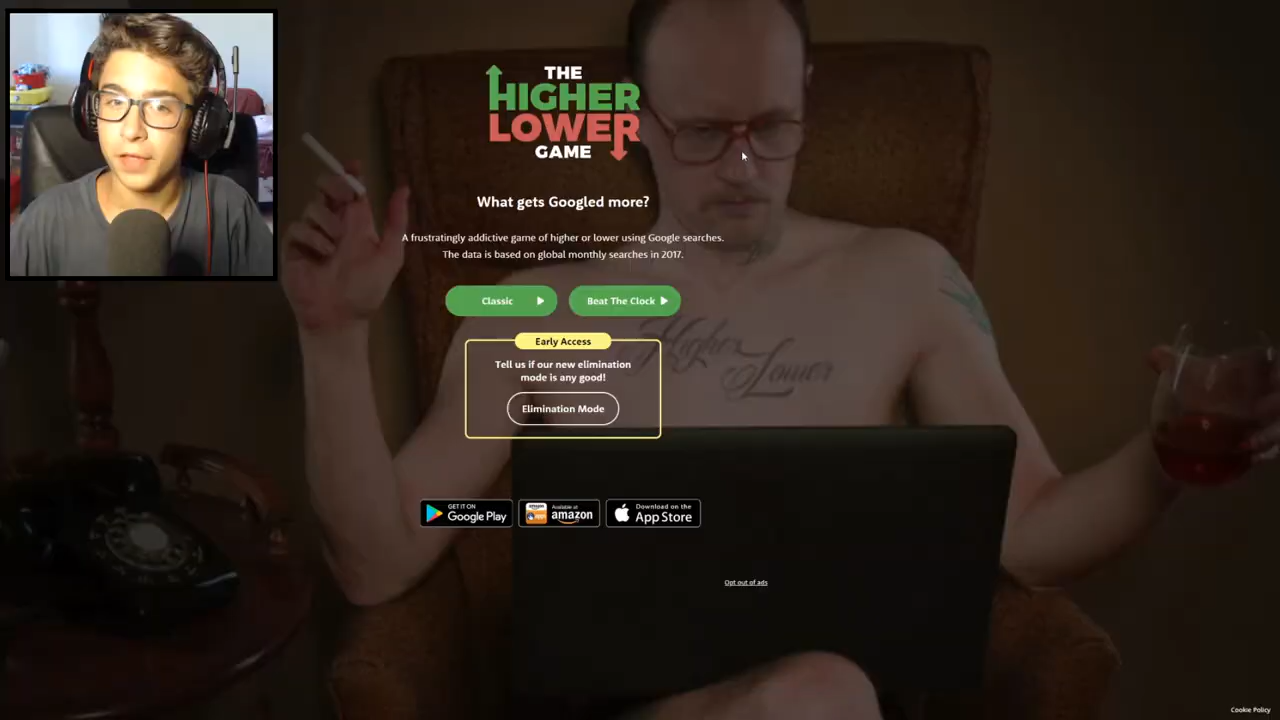 THE
HIGHER
LOWER
GAME
What gets Googled more?
A frustratingly addictive game of higher or lower using Google searches.
The data is based on global monthly searches in 2017.
Classic
Beat The Clock
Early Access
Tell us if our new elimination
mode is any good!
Elimination Mode
Higher
Lower
GET IT ON
Google Play
Available at
amazon
Download on the
App Store
Opt out of ads
Cookie Policy